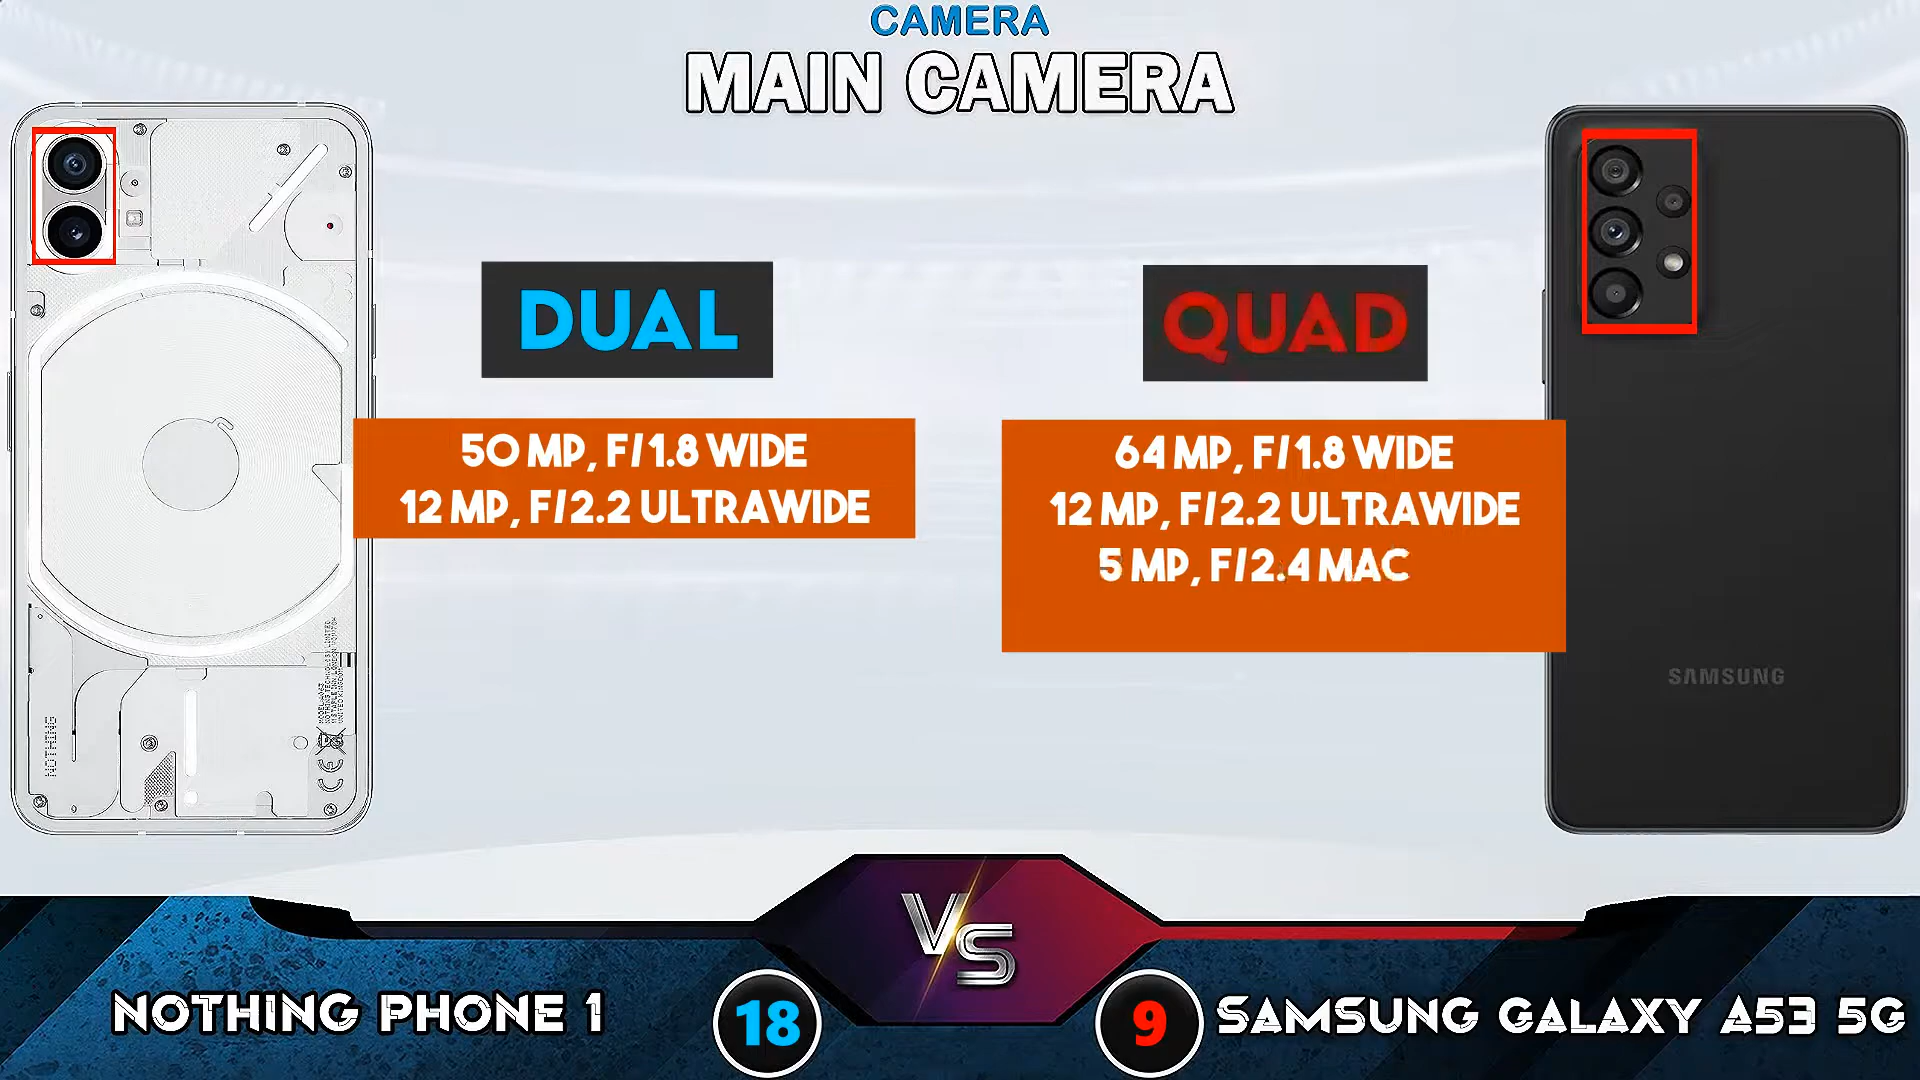 CAMERA
MAIN CAMERA
DUAL
QUAD
50 MP, F/1.8 WIDE
12 MP, F/2.2 ULTRAWIDE
64 MP, F/1.8 WIDE
12 MP, F/2.2 ULTRAWIDE
5 MP, F/2.4 MAC
NOTHING
CE
SAMSUNG
VS
NOTHING PHONE 1
18
9
SAMSUNG GALAXY A53 5G